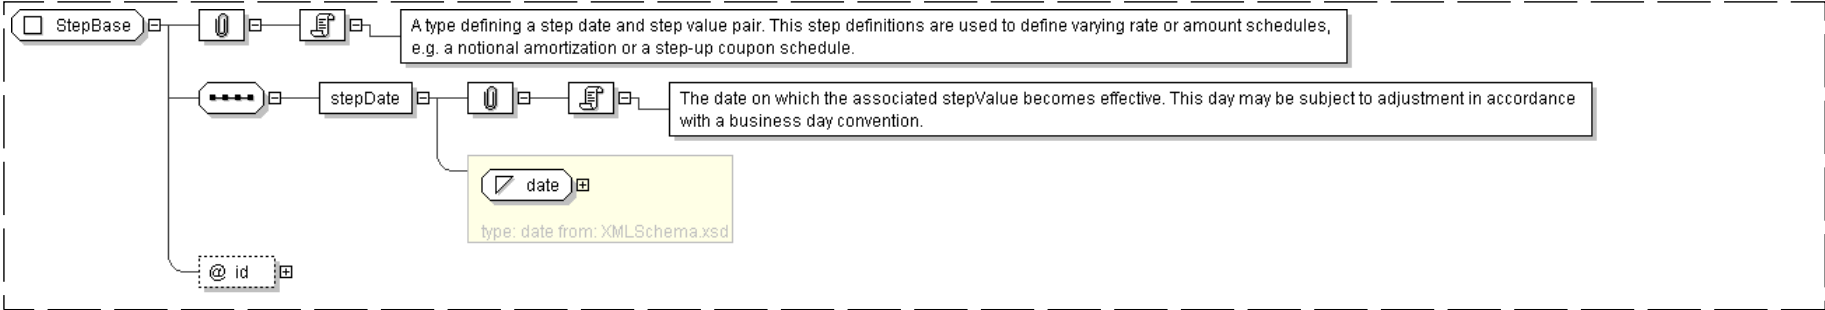 StepBase
A type defining a step date and step value pair. This step definitions are used to define varying rate or amount schedules,
e.g. a notional amortization or a step-up coupon schedule.
stepDate
The date on which the associated stepValue becomes effective. This day may be subject to adjustment in accordance
with a business day convention.
date
type: date from: XMLSchema.xsd
@ id